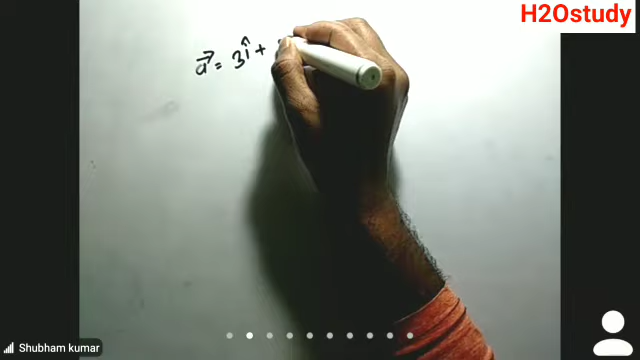 H2Ostudy
a⃗ = 3î +
Shubham kumar